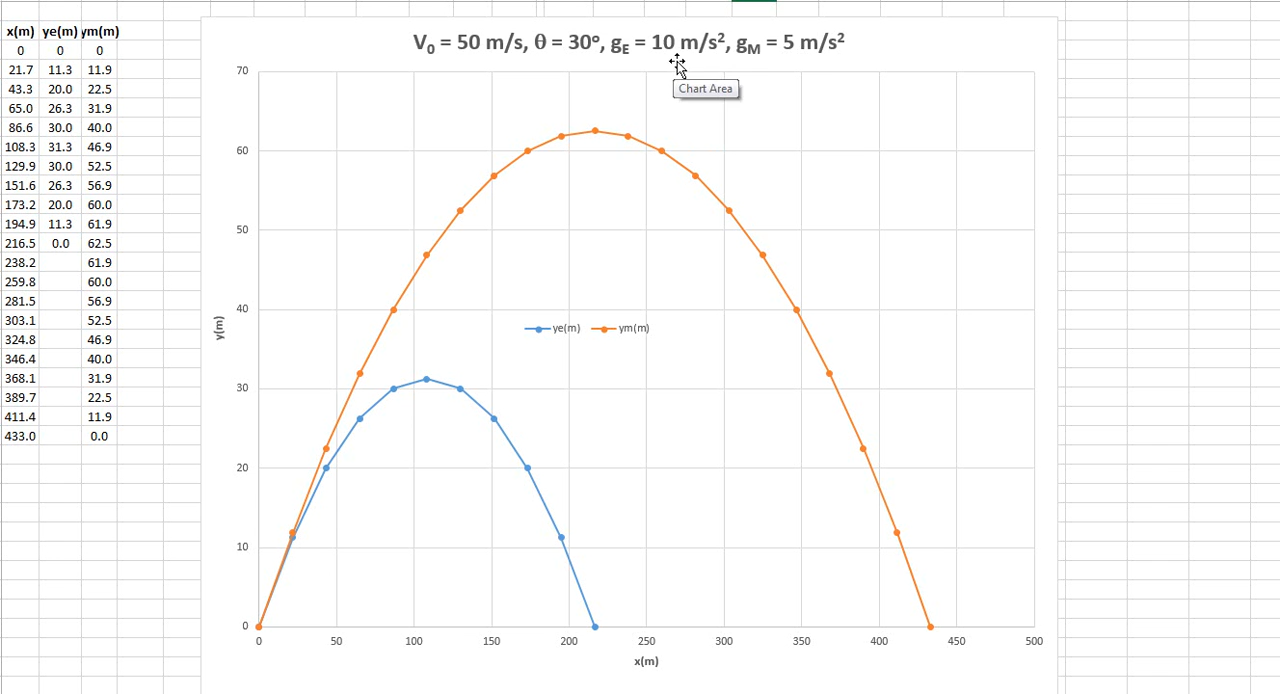 x(m) ye(m) ym(m)
0 0 0
21.7 11.3 11.9
43.3 20.0 22.5
65.0 26.3 31.9
86.6 30.0 40.0
108.3 31.3 46.9
129.9 30.0 52.5
151.6 26.3 56.9
173.2 20.0 60.0
194.9 11.3 61.9
216.5 0.0 62.5
238.2 61.9
259.8 60.0
281.5 56.9
303.1 52.5
324.8 46.9
346.4 40.0
368.1 31.9
389.7 22.5
411.4 11.9
433.0 0.0
V₀ = 50 m/s, θ = 30°, g_E = 10 m/s², g_M = 5 m/s²
Chart Area
70
60
50
40
30
20
10
0
y(m)
ye(m) ym(m)
0 50 100 150 200 250 300 350 400 450 500
x(m)